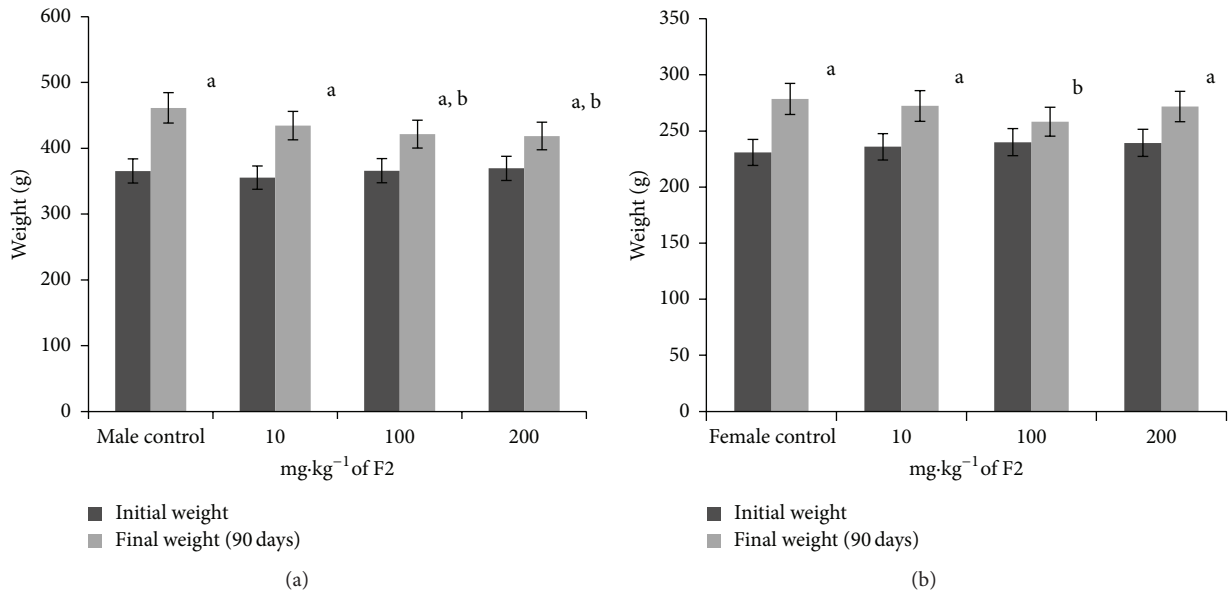 600
500
400
300
200
100
0
Weight (g)
a
a
a, b
a, b
Male control
10
100
200
mg·kg⁻¹ of F2
Initial weight
Final weight (90 days)
(a)
350
300
250
200
150
100
50
0
Weight (g)
a
a
b
a
Female control
10
100
200
mg·kg⁻¹ of F2
Initial weight
Final weight (90 days)
(b)